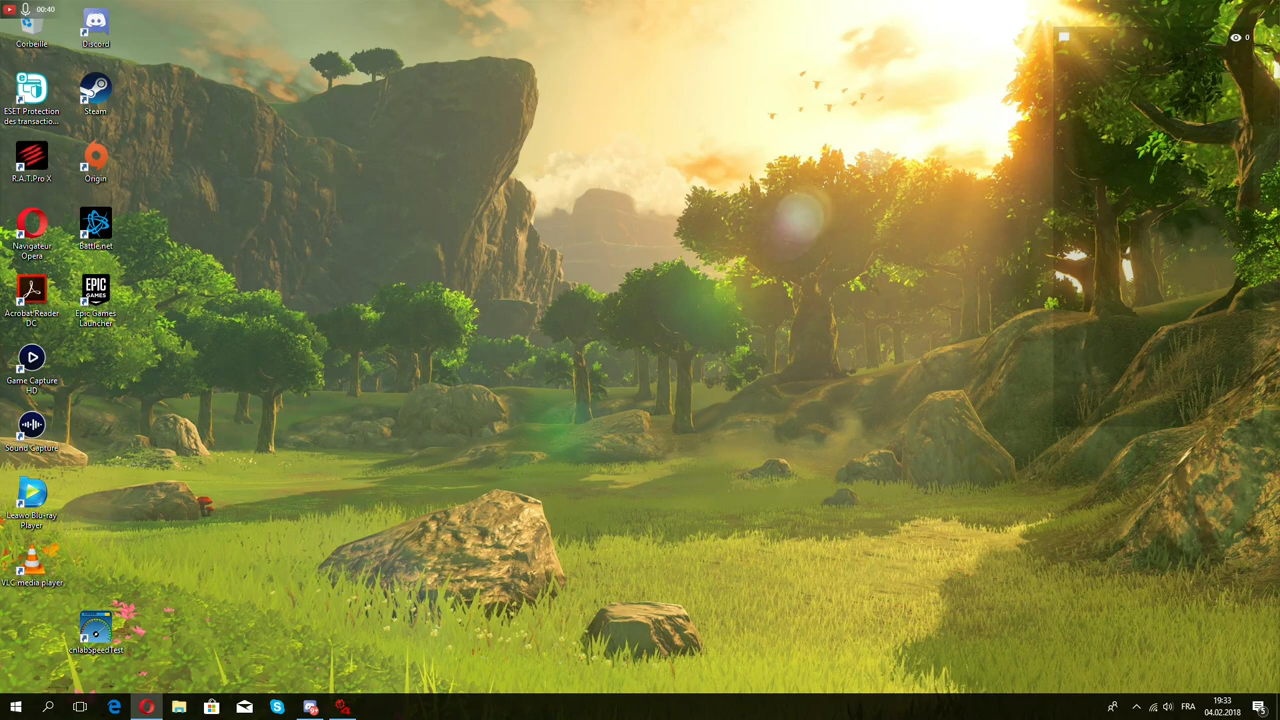 00:40
Corbeille
Discord
ESET Protection
des transactio...
Steam
R.A.T.Pro X
Origin
Navigateur
Opera
Battle.net
Acrobat Reader
DC
EPIC
GAMES
Epic Games
Launcher
Game Capture
HD
Sound Capture
Leawo Blu-ray
Player
VLC media player
cnlabSpeedTest
0
FRA
19:33
04.02.2018
5